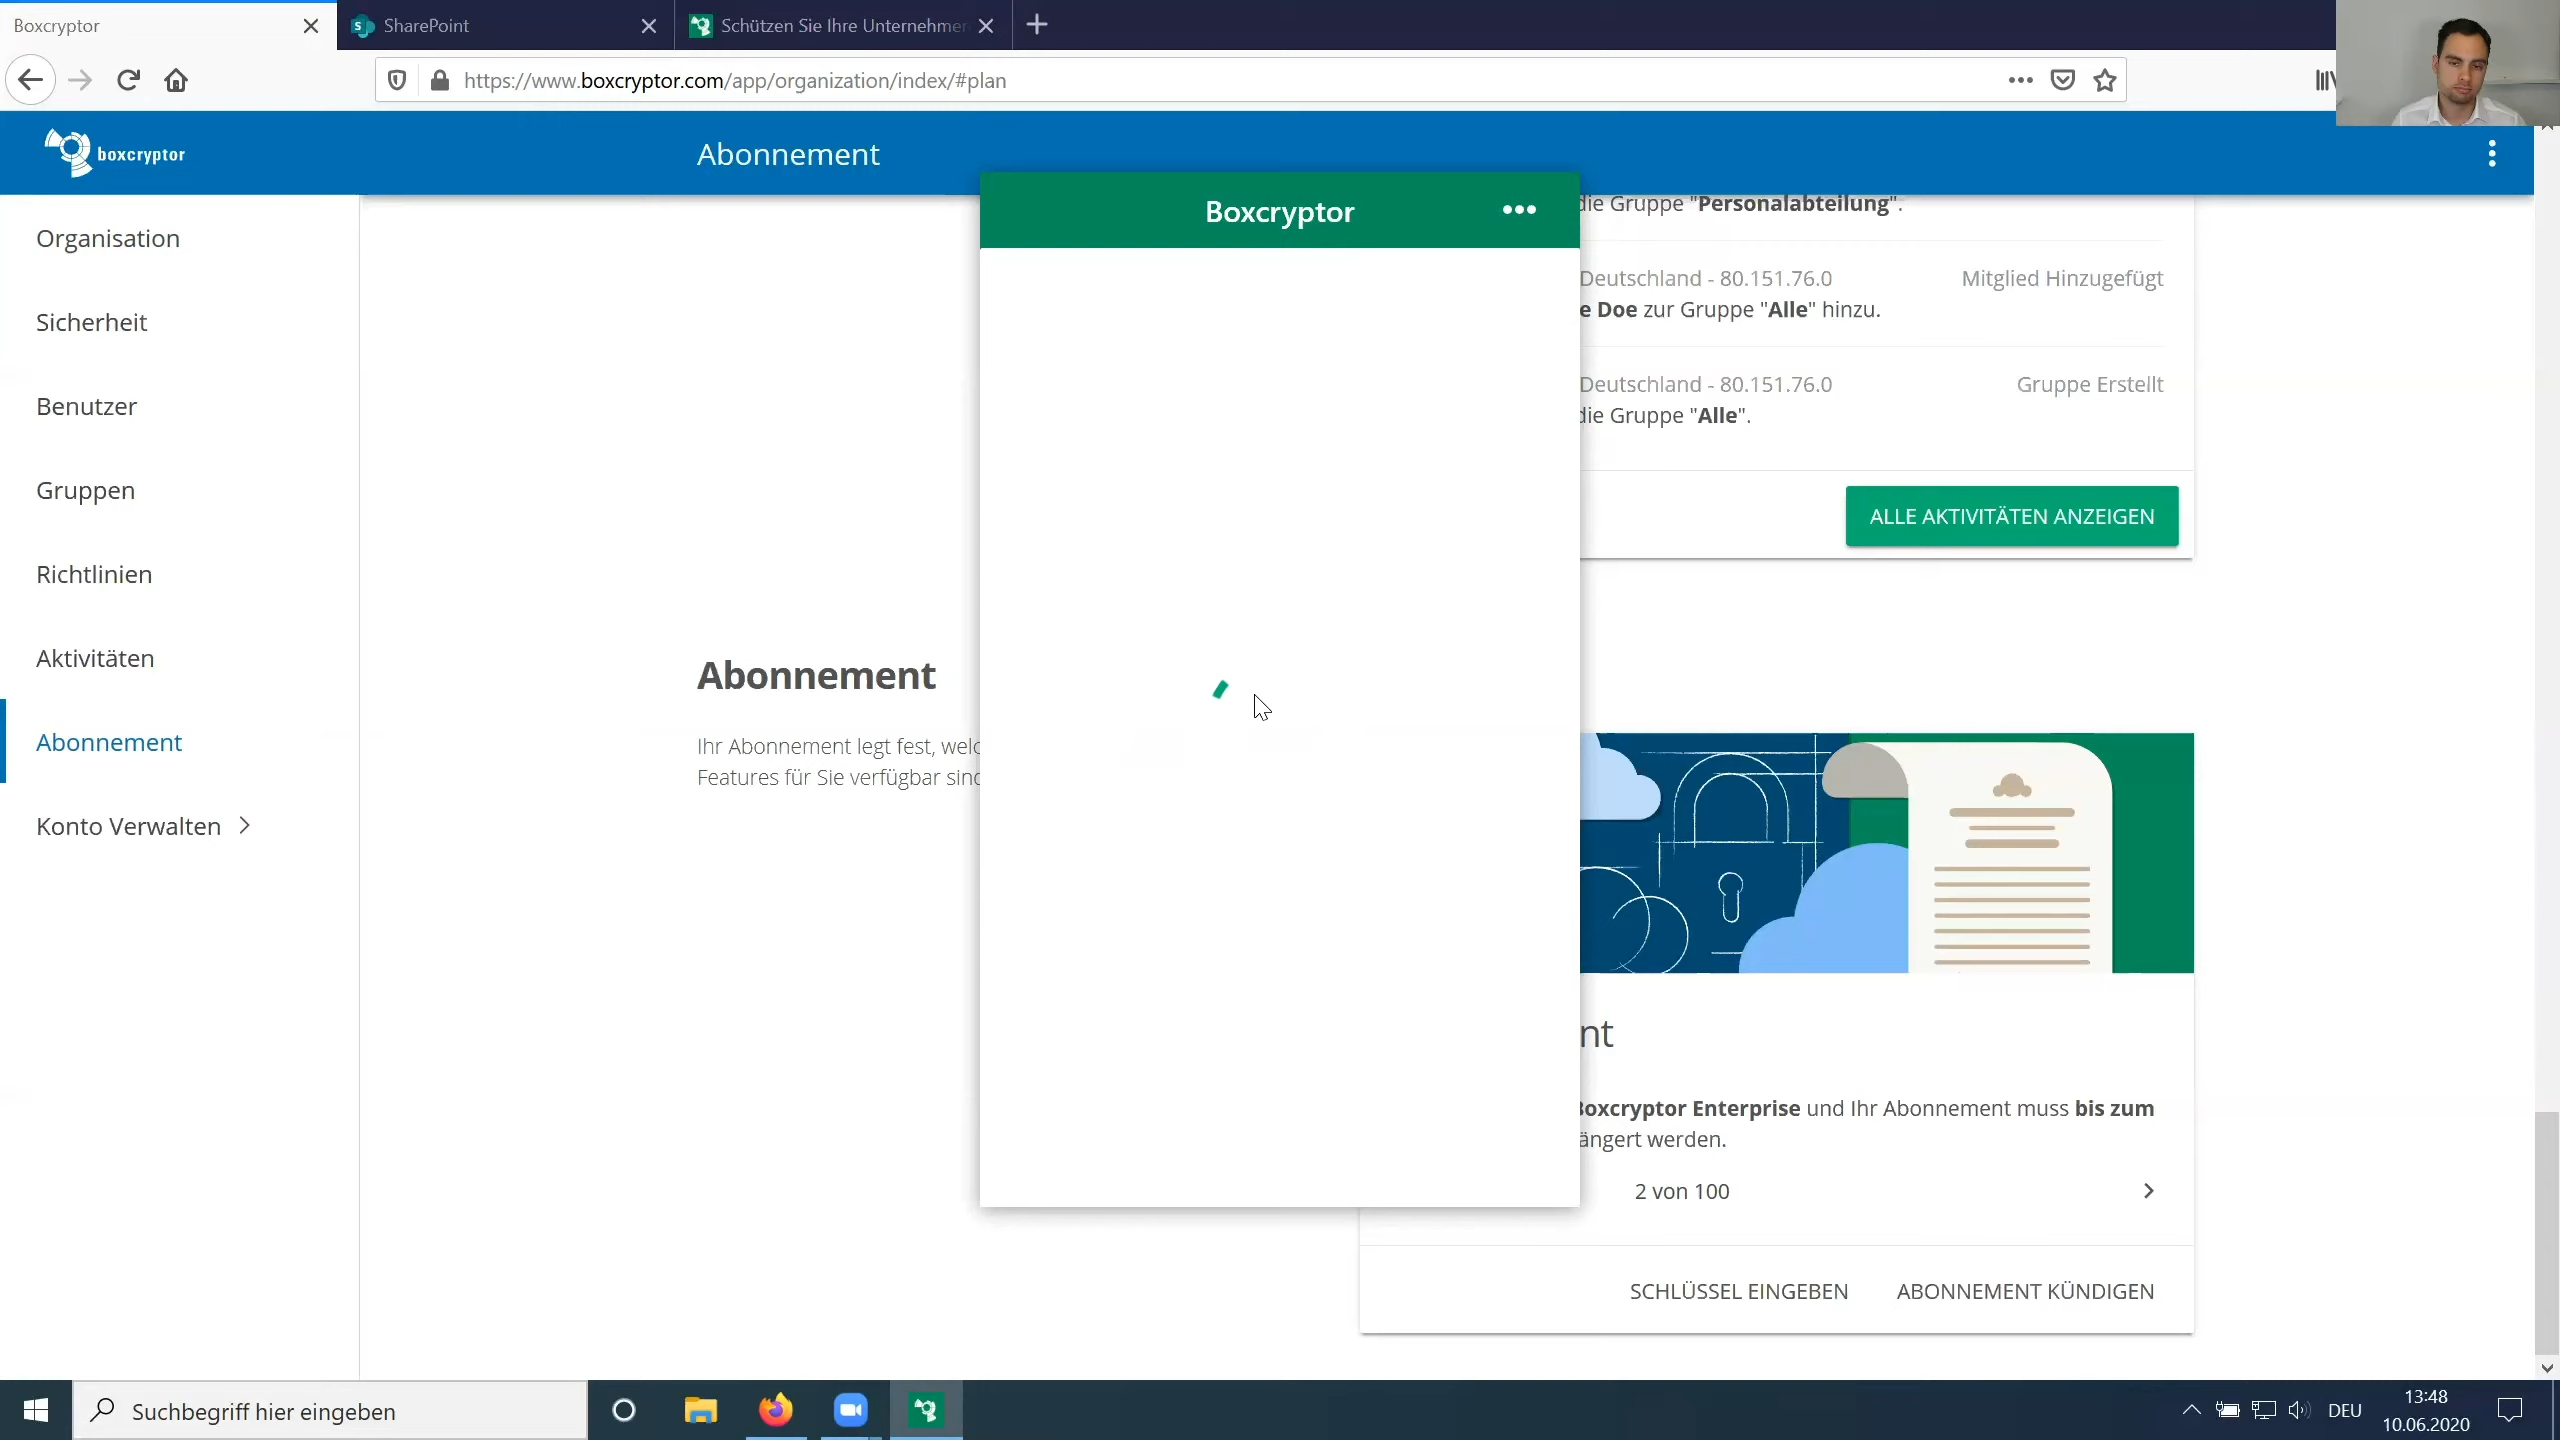 Boxcryptor
SharePoint
Schützen Sie Ihre Unternehmen
https://www.boxcryptor.com/app/organization/index/#plan
boxcryptor
Abonnement
Organisation
Sicherheit
Benutzer
Gruppen
Richtlinien
Aktivitäten
Abonnement
Konto Verwalten
Boxcryptor
die Gruppe "Personalabteilung".
Deutschland - 80.151.76.0 Mitglied Hinzugefügt
e Doe zur Gruppe "Alle" hinzu.
Deutschland - 80.151.76.0 Gruppe Erstellt
die Gruppe "Alle".
ALLE AKTIVITÄTEN ANZEIGEN
Abonnement
Ihr Abonnement legt fest, welc
Features für Sie verfügbar sind
nt
Boxcryptor Enterprise und Ihr Abonnement muss bis zum
ängert werden.
2 von 100
SCHLÜSSEL EINGEBEN ABONNEMENT KÜNDIGEN
Suchbegriff hier eingeben
DEU
13:48
10.06.2020